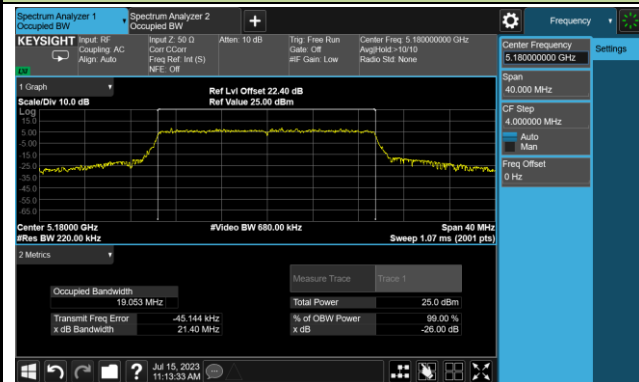 Spectrum Analyzer 1
Occupied BW
Spectrum Analyzer 2
Occupied BW
+
Frequency
KEYSIGHT
Input: RF
Coupling: AC
Align: Auto
Input Z: 50 Ω
Corr CCorr
Freq Ref: Int (S)
NFE: Off
Atten: 10 dB
Trig: Free Run
Gate: Off
#IF Gain: Low
Center Freq: 5.180000000 GHz
Avg|Hold:>10/10
Radio Std: None
LXI
Center Frequency
5.180000000 GHz
Settings
Span
40.000 MHz
CF Step
4.000000 MHz
Auto
Man
Freq Offset
0 Hz
1 Graph
Scale/Div 10.0 dB
Ref Lvl Offset 22.40 dB
Ref Value 25.00 dBm
Log
15.0
5.00
-5.00
-15.0
-25.0
-35.0
-45.0
-55.0
-65.0
Center 5.18000 GHz
#Res BW 220.00 kHz
#Video BW 680.00 kHz
Span 40 MHz
Sweep 1.07 ms (2001 pts)
2 Metrics
Measure Trace
Trace 1
Occupied Bandwidth
19.053 MHz
Total Power
25.0 dBm
Transmit Freq Error
-45.144 kHz
% of OBW Power
99.00 %
x dB Bandwidth
21.40 MHz
x dB
-26.00 dB
?
Jul 15, 2023
11:13:33 AM